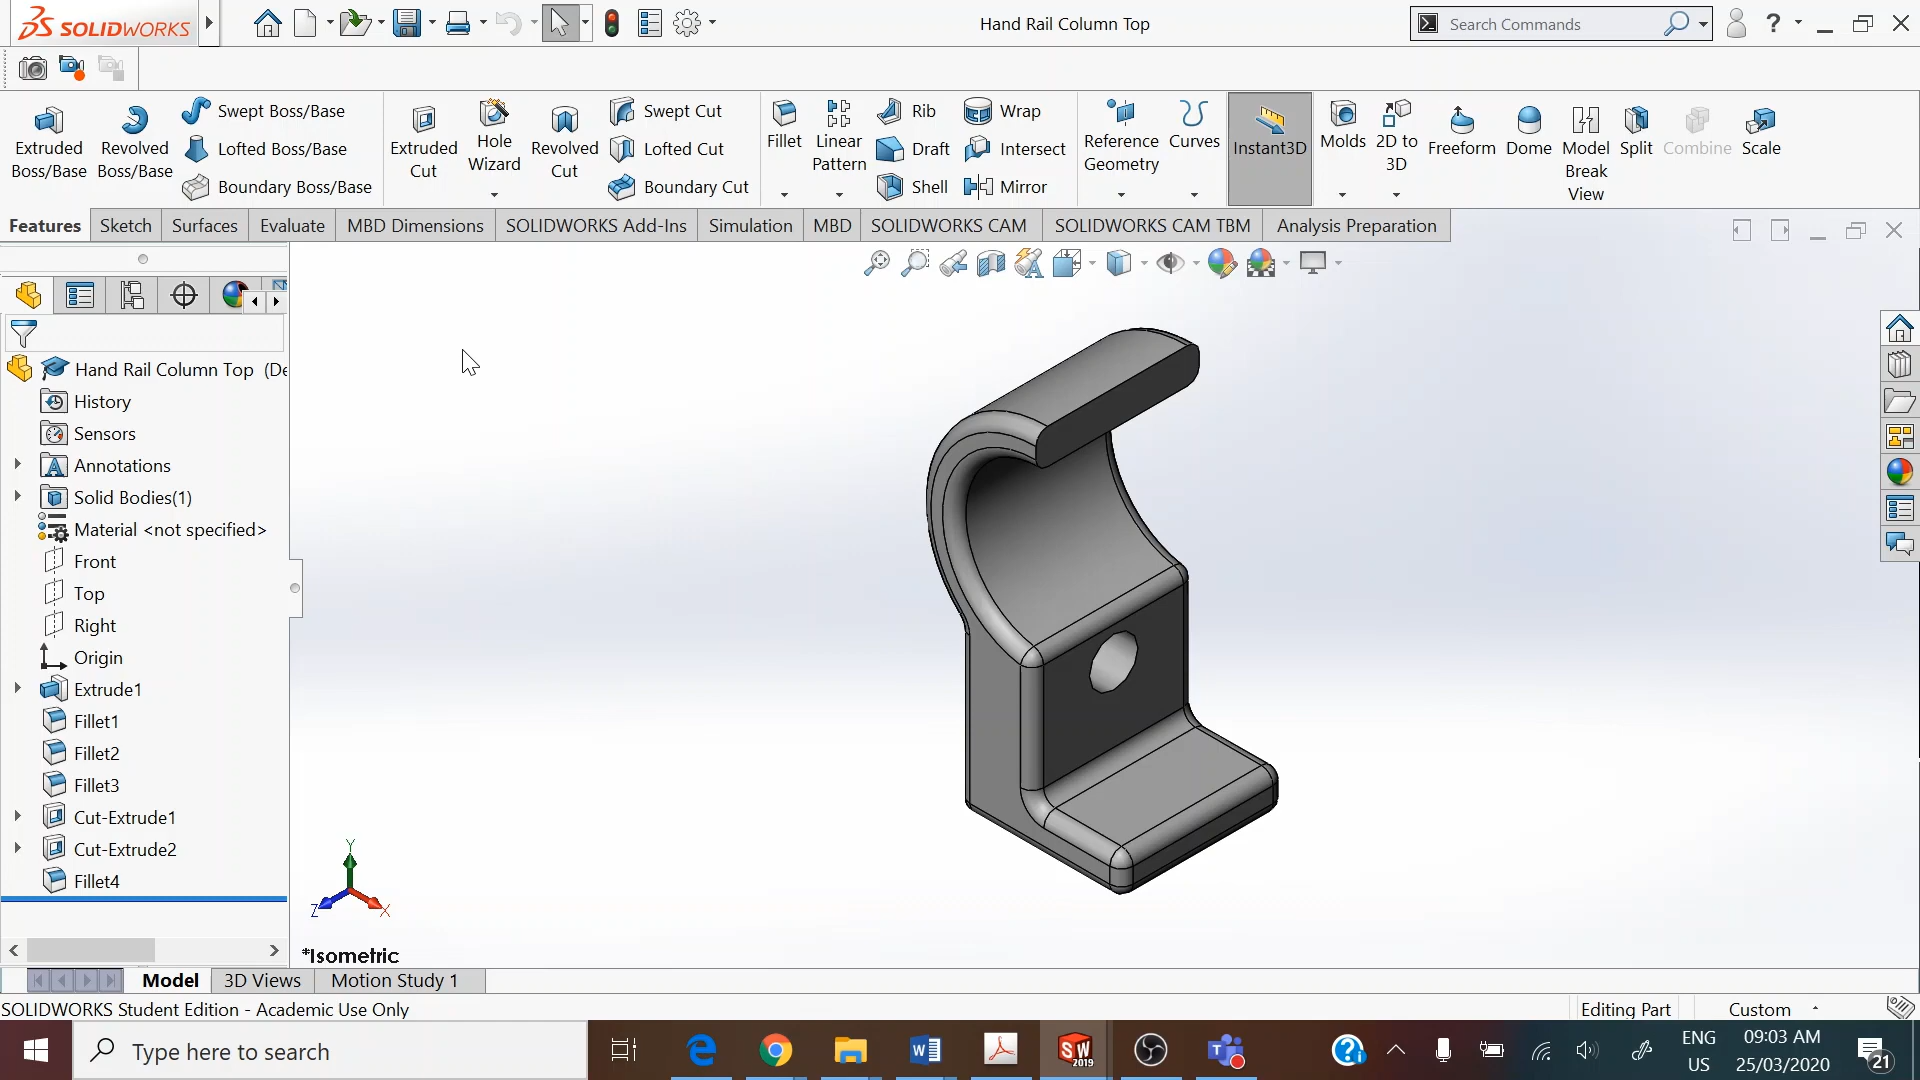 SOLIDWORKS
Hand Rail Column Top
Search Commands
?
Extruded
Boss/Base
Revolved
Boss/Base
Swept Boss/Base
Lofted Boss/Base
Boundary Boss/Base
Extruded
Cut
Hole
Wizard
Revolved
Cut
Swept Cut
Lofted Cut
Boundary Cut
Fillet
Linear
Pattern
Rib
Draft
Shell
Wrap
Intersect
Mirror
Reference
Geometry
Curves
Instant3D
Molds
2D to
3D
Freeform
Dome
Model
Break
View
Split
Combine
Scale
Features
Sketch
Surfaces
Evaluate
MBD Dimensions
SOLIDWORKS Add-Ins
Simulation
MBD
SOLIDWORKS CAM
SOLIDWORKS CAM TBM
Analysis Preparation
Hand Rail Column Top (De
History
Sensors
Annotations
Solid Bodies(1)
Material <not specified>
Front
Top
Right
Origin
Extrude1
Fillet1
Fillet2
Fillet3
Cut-Extrude1
Cut-Extrude2
Fillet4
Y
Z
X
*Isometric
Model
3D Views
Motion Study 1
SOLIDWORKS Student Edition - Academic Use Only
Editing Part
Custom
Type here to search
SW
2019
ENG
US
09:03 AM
25/03/2020
21